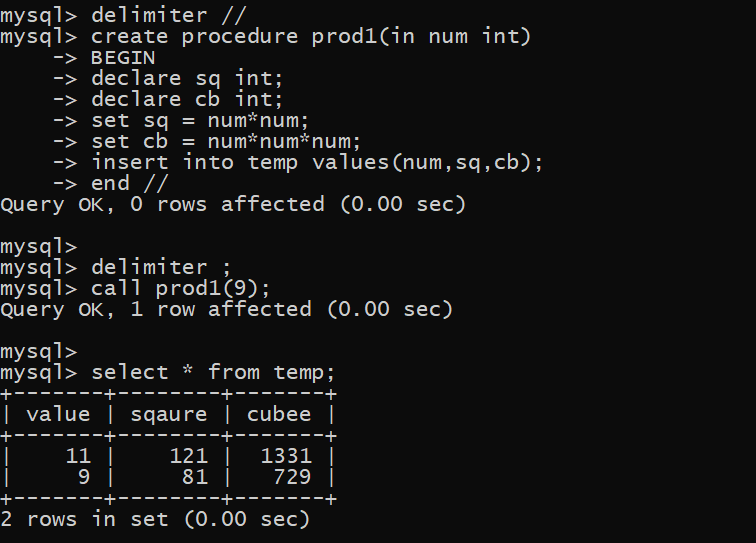 mysql> delimiter //
mysql> create procedure prod1(in num int)
    -> BEGIN
    -> declare sq int;
    -> declare cb int;
    -> set sq = num*num;
    -> set cb = num*num*num;
    -> insert into temp values(num,sq,cb);
    -> end //
Query OK, 0 rows affected (0.00 sec)

mysql>
mysql> delimiter ;
mysql> call prod1(9);
Query OK, 1 row affected (0.00 sec)

mysql>
mysql> select * from temp;
+-------+--------+-------+
| value | sqaure | cubee |
+-------+--------+-------+
|    11 |    121 |  1331 |
|     9 |     81 |   729 |
+-------+--------+-------+
2 rows in set (0.00 sec)